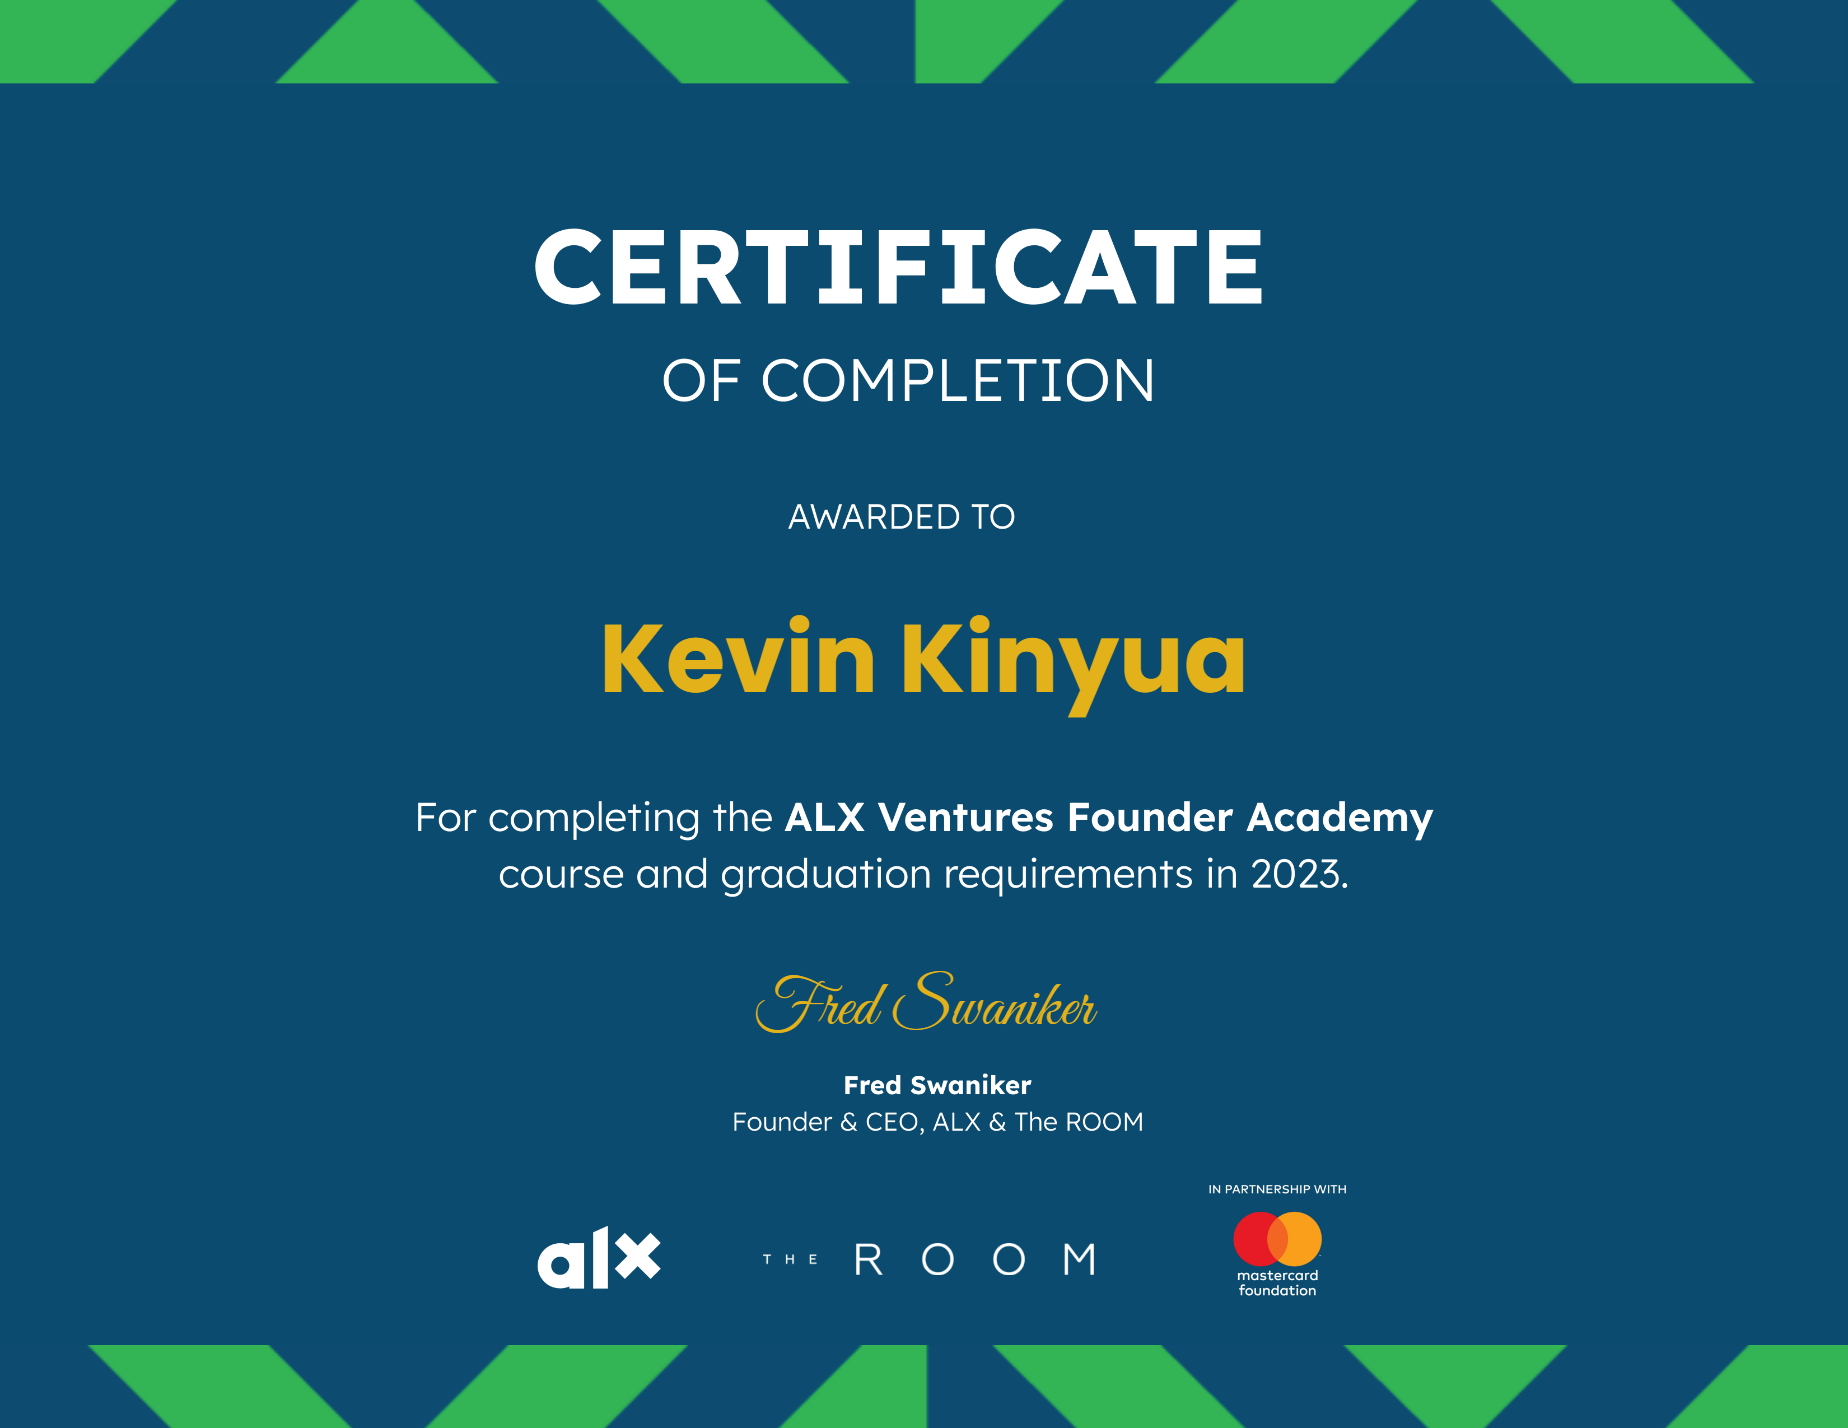 CERTIFICATE
OF COMPLETION
AWARDED TO
Kevin Kinyua
For completing the ALX Ventures Founder Academy
course and graduation requirements in 2023.
Fred Swaniker
Fred Swaniker
Founder & CEO, ALX & The ROOM
IN PARTNERSHIP WITH
alx
THE ROOM
mastercard
foundation